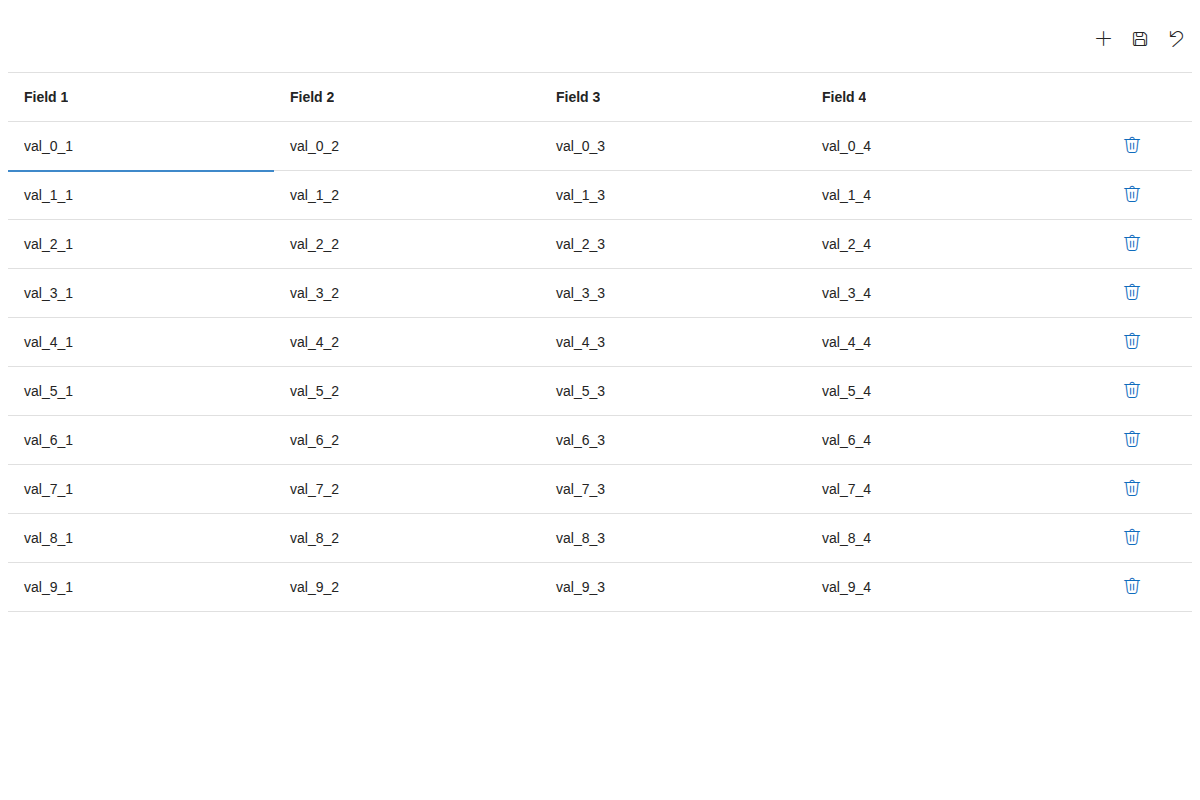 Field 1 Field 2 Field 3 Field 4
val_0_1 val_0_2 val_0_3 val_0_4
val_1_1 val_1_2 val_1_3 val_1_4
val_2_1 val_2_2 val_2_3 val_2_4
val_3_1 val_3_2 val_3_3 val_3_4
val_4_1 val_4_2 val_4_3 val_4_4
val_5_1 val_5_2 val_5_3 val_5_4
val_6_1 val_6_2 val_6_3 val_6_4
val_7_1 val_7_2 val_7_3 val_7_4
val_8_1 val_8_2 val_8_3 val_8_4
val_9_1 val_9_2 val_9_3 val_9_4